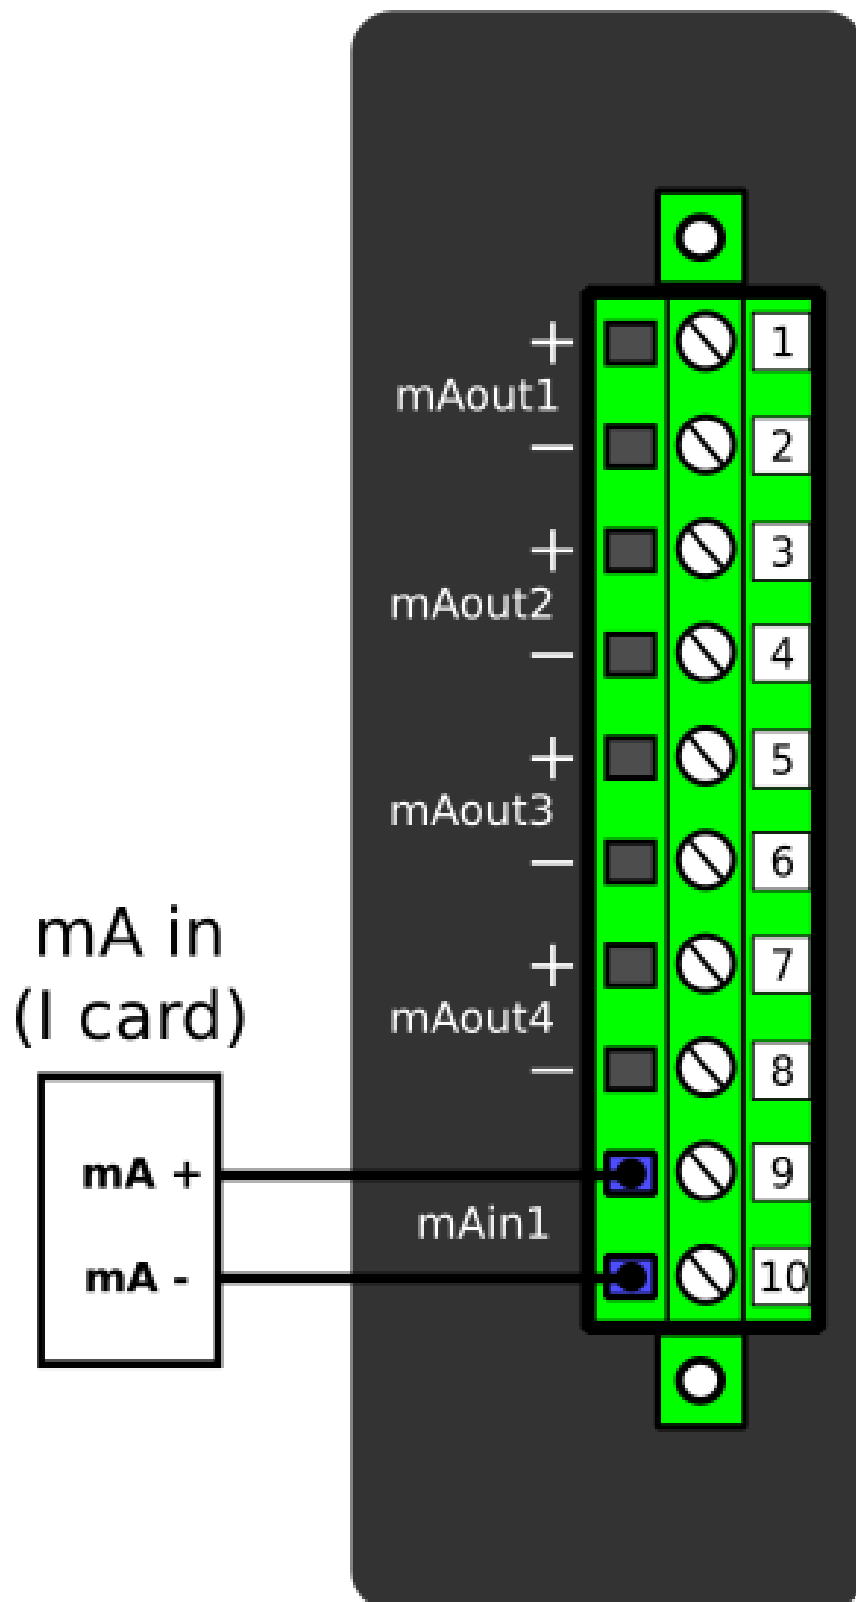 + 1
mAout1
− 2
+ 3
mAout2
− 4
+ 5
mAout3
− 6
mA in
(I card)
+ 7
mAout4
− 8
mA + 9
mAin1
mA - 10